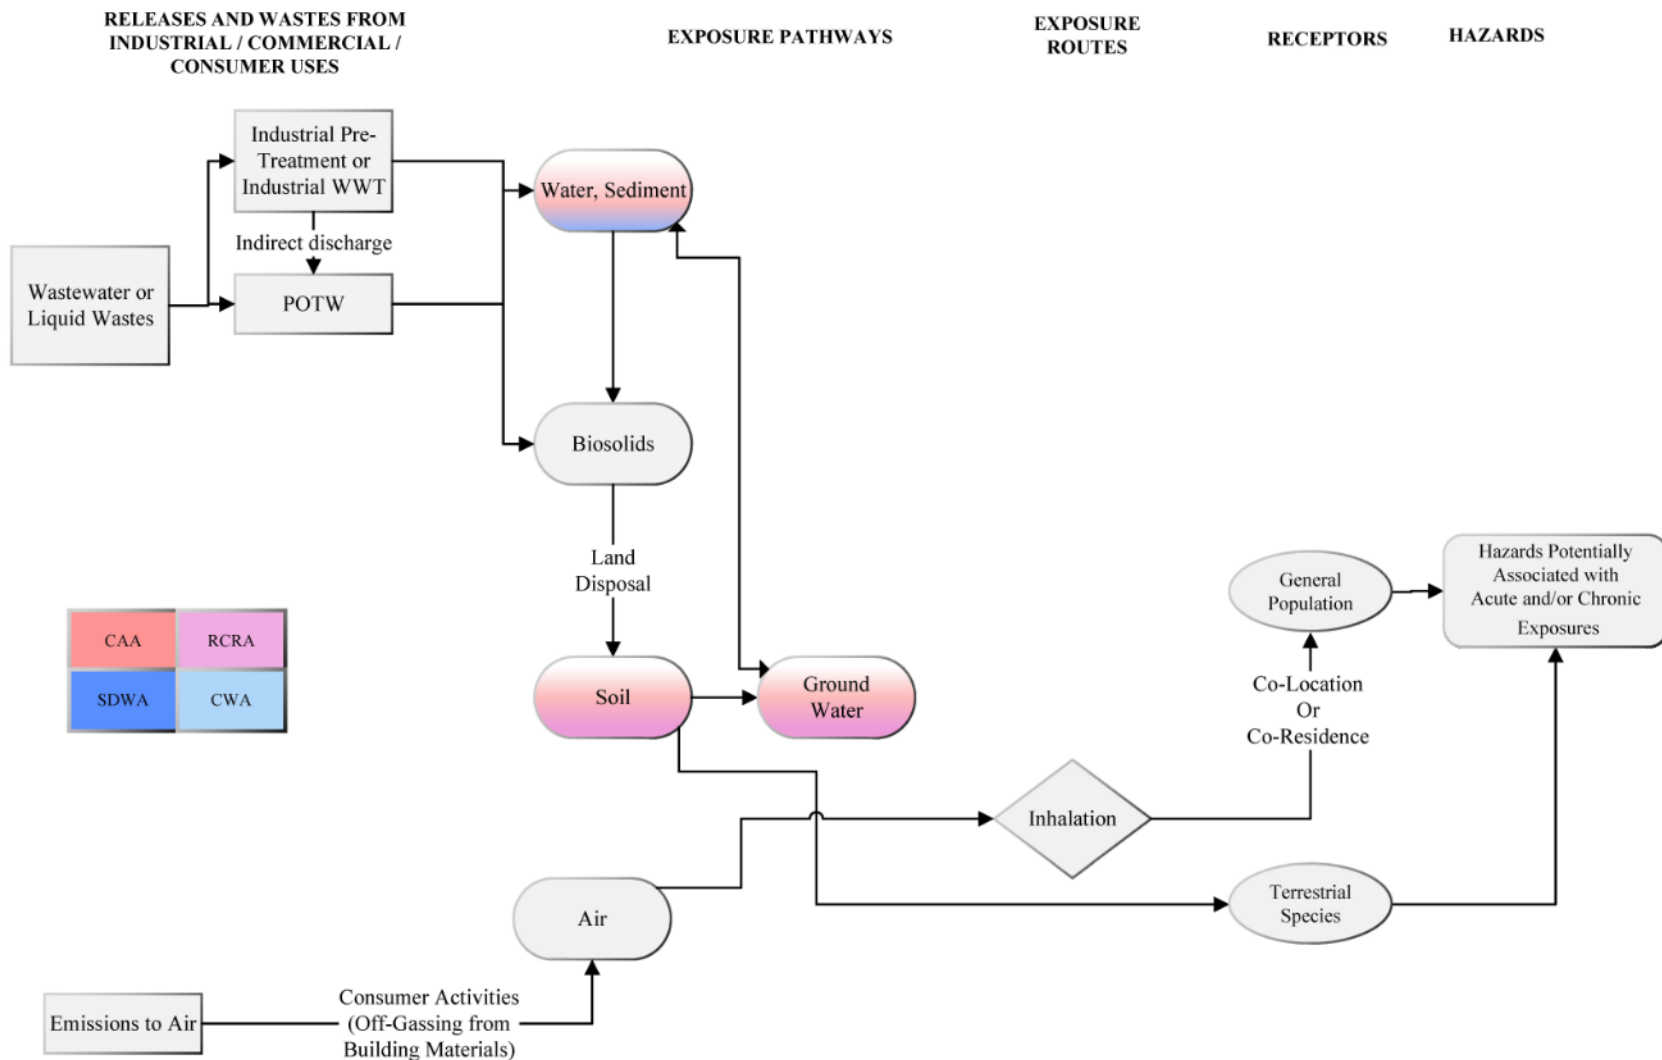 RELEASES AND WASTES FROM
INDUSTRIAL / COMMERCIAL /
CONSUMER USES
EXPOSURE PATHWAYS
EXPOSURE
ROUTES
RECEPTORS
HAZARDS
Industrial Pre-
Treatment or
Industrial WWT
Water, Sediment
Indirect discharge
Wastewater or
Liquid Wastes
POTW
Biosolids
Land
Disposal
General
Population
Hazards Potentially
Associated with
Acute and/or Chronic
Exposures
CAA
RCRA
SDWA
CWA
Soil
Ground
Water
Co-Location
Or
Co-Residence
Inhalation
Air
Terrestrial
Species
Emissions to Air
Consumer Activities
(Off-Gassing from
Building Materials)